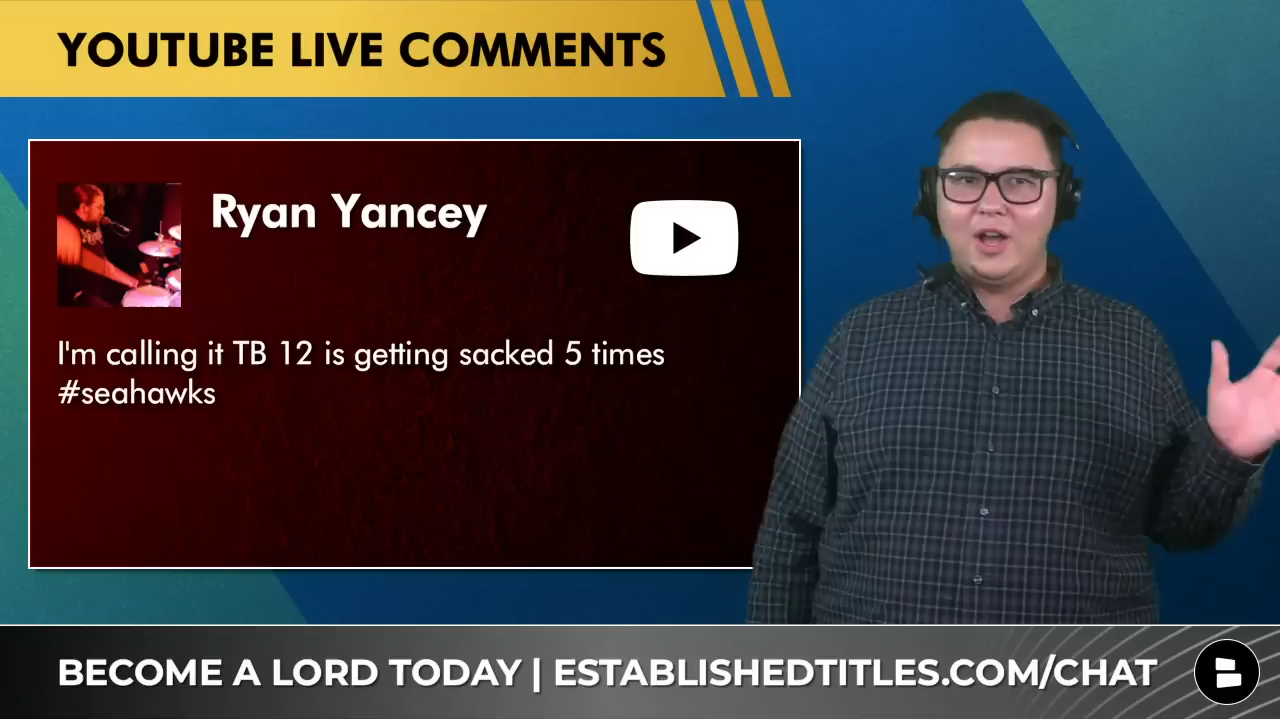 YOUTUBE LIVE COMMENTS
Ryan Yancey
I'm calling it TB 12 is getting sacked 5 times
#seahawks
BECOME A LORD TODAY | ESTABLISHEDTITLES.COM/CHAT